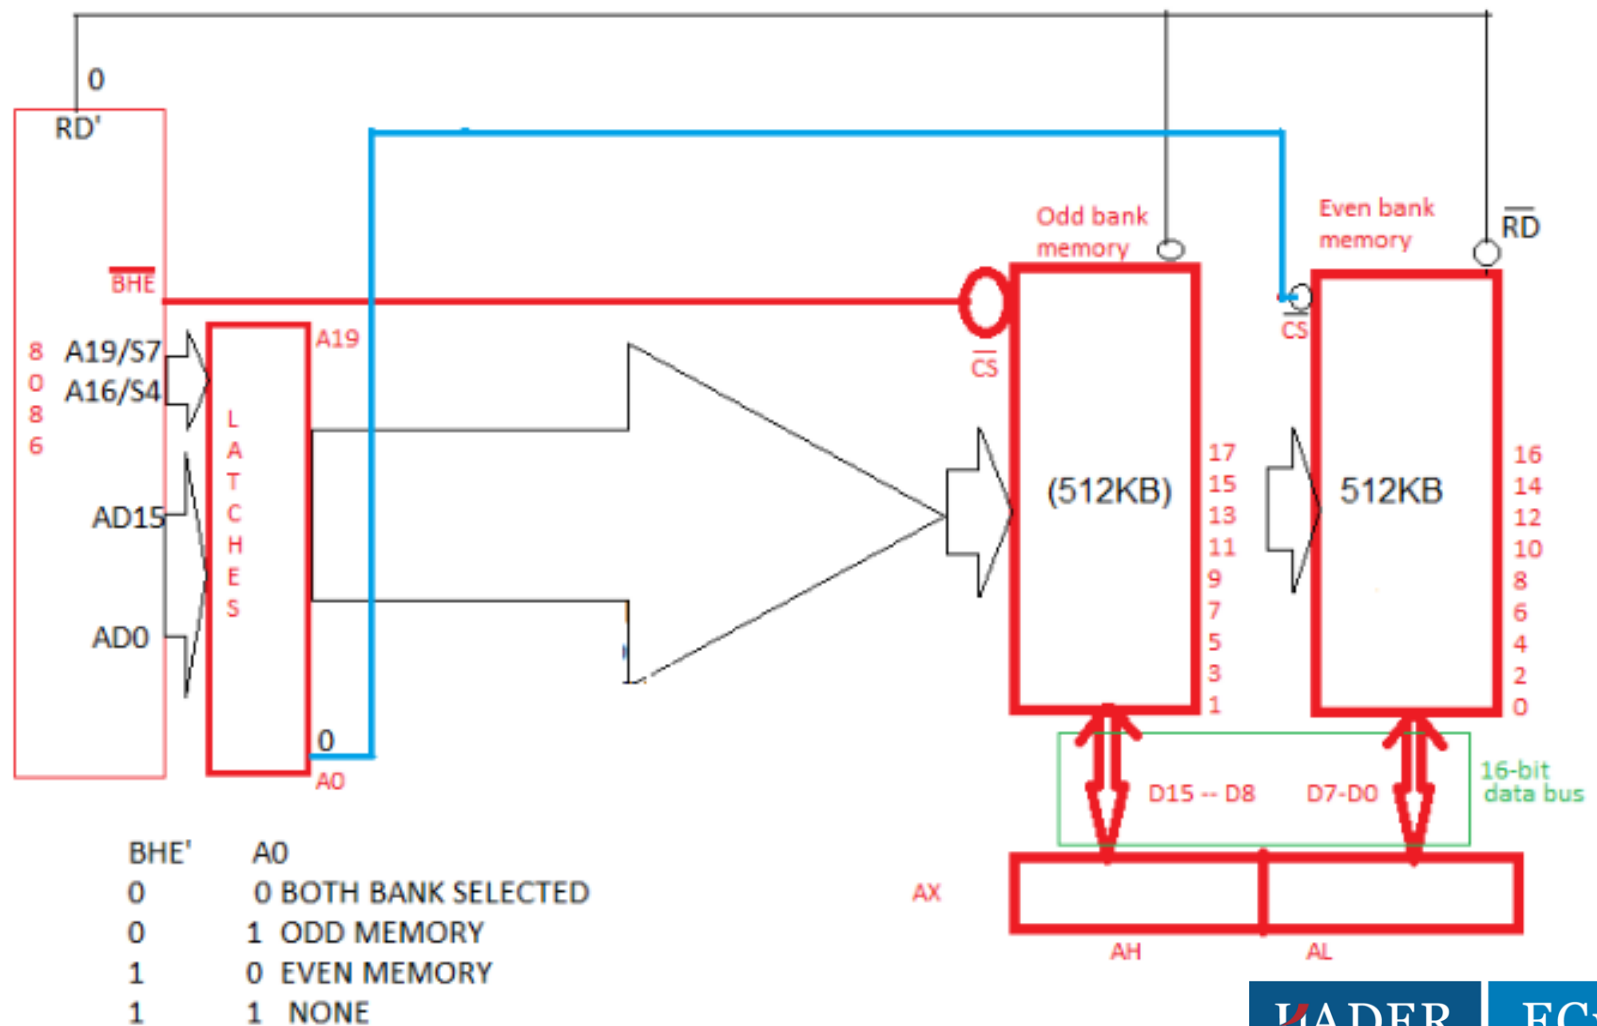 0
RD'
Odd bank
memory
Even bank
memory
RD
BHE
CS
CS
8
0
8
6
A19/S7
A16/S4
AD15
AD0
A19
L
A
T
C
H
E
S
0
A0
(512KB)
17
15
13
11
9
7
5
3
1
512KB
16
14
12
10
8
6
4
2
0
D15 -- D8
D7-D0
16-bit
data bus
AX
AH
AL
BHE' A0
0 0 BOTH BANK SELECTED
0 1 ODD MEMORY
1 0 EVEN MEMORY
1 1 NONE